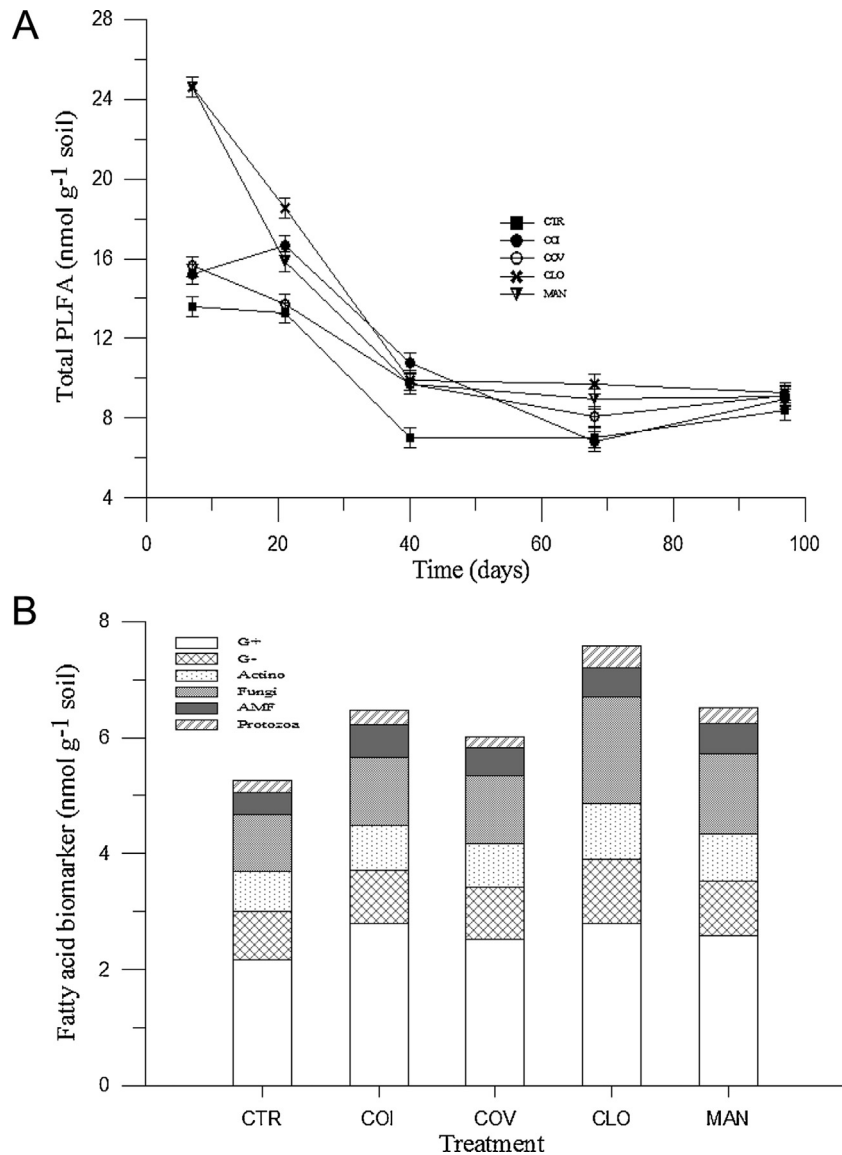 A
28
24
20
16
12
8
4
Total PLFA (nmol g-1 soil)
CTR
COI
COV
CLO
MAN
0
20
40
60
80
100
Time (days)
B
8
6
4
2
0
Fatty acid biomarker (nmol g-1 soil)
G+
G-
Actino
Fungi
AMF
Protozoa
CTR
COI
COV
CLO
MAN
Treatment